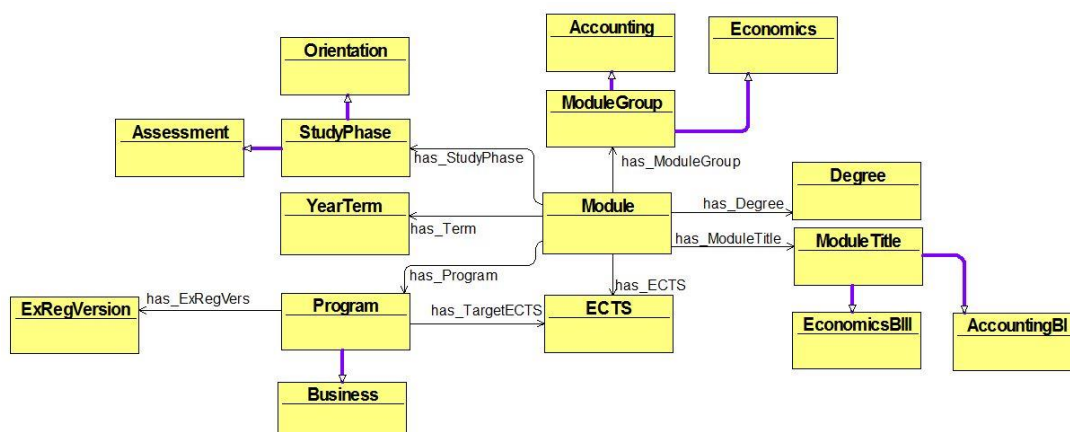 Accounting
Economics
Orientation
ModuleGroup
Assessment
StudyPhase
has_StudyPhase
has_ModuleGroup
Degree
YearTerm
Module
has_Degree
has_Term
has_ModuleTitle
ModuleTitle
has_Program
has_ECTS
has_ExRegVers
ExRegVersion
Program
has_TargetECTS
ECTS
EconomicsBIII
AccountingBI
Business